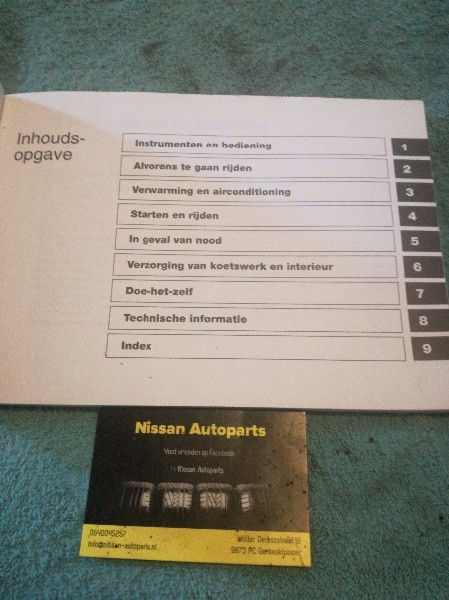 Inhouds-
opgave
Instrumenten en bediening 1
Alvorens te gaan rijden 2
Verwarming en airconditioning 3
Starten en rijden 4
In geval van nood 5
Verzorging van koetswerk en interieur 6
Doe-het-zelf 7
Technische informatie 8
Index 9
Nissan Autoparts
Word vrienden op Facebook
Nissan Autoparts
0640045257
info@nissan-autoparts.nl
9873 PC Gerkesklooster